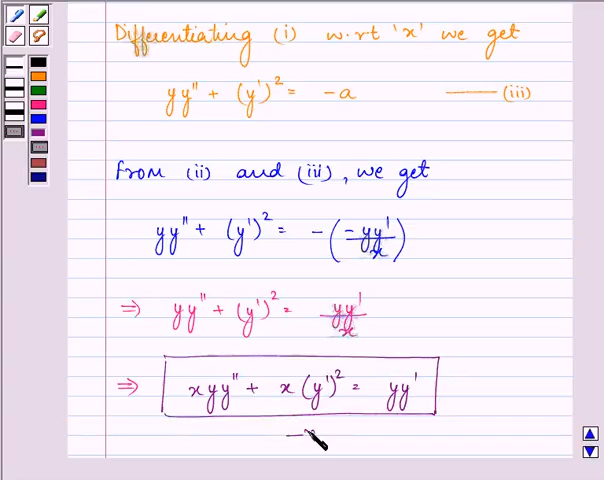 Differentiating (i) w.r.t 'x' we get
yy'' + (y')² = -a ——— (iii)
From (ii) and (iii), we get
yy'' + (y')² = - (-yy'/x)
⇒ yy'' + (y')² = yy'/x
⇒ xyy'' + x(y')² = yy'